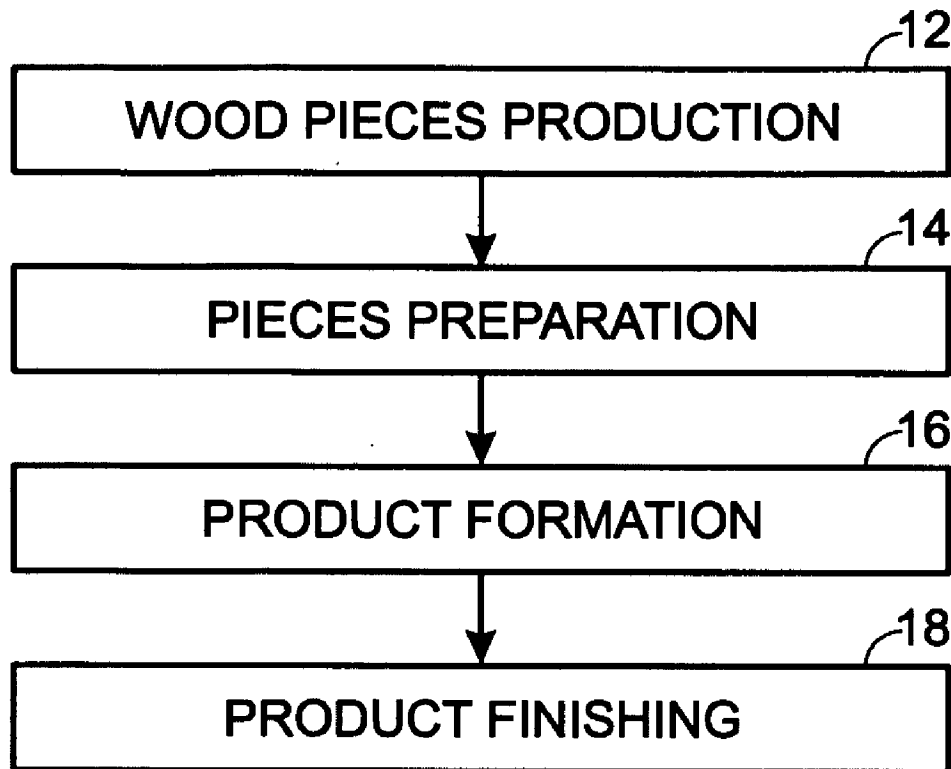 12
WOOD PIECES PRODUCTION
14
PIECES PREPARATION
16
PRODUCT FORMATION
18
PRODUCT FINISHING